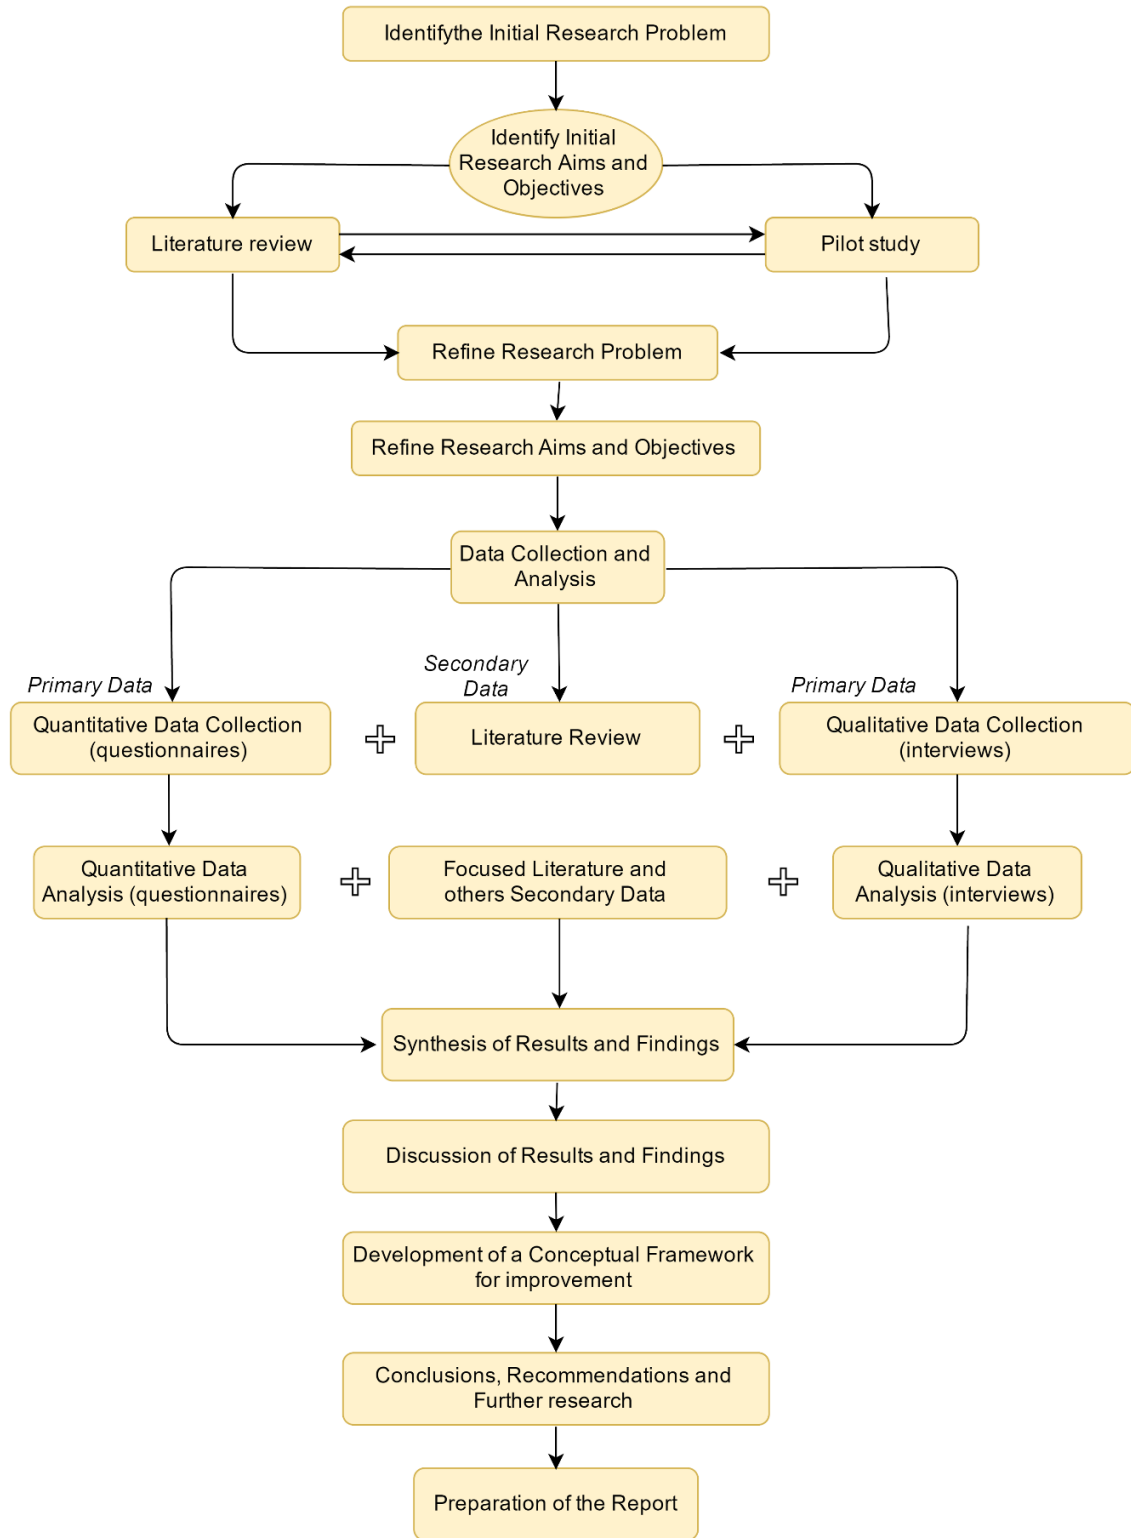 Identifythe Initial Research Problem
Identify Initial
Research Aims and
Objectives
Literature review
Pilot study
Refine Research Problem
Refine Research Aims and Objectives
Data Collection and
Analysis
Primary Data
Secondary
Data
Primary Data
Quantitative Data Collection
(questionnaires)
Literature Review
Qualitative Data Collection
(interviews)
Quantitative Data
Analysis (questionnaires)
Focused Literature and
others Secondary Data
Qualitative Data
Analysis (interviews)
Synthesis of Results and Findings
Discussion of Results and Findings
Development of a Conceptual Framework
for improvement
Conclusions, Recommendations and
Further research
Preparation of the Report